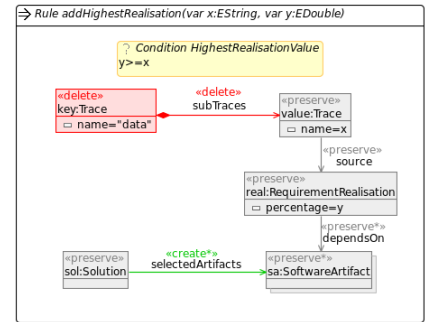 Rule addHighestRealisation(var x:EString, var y:EDouble)
? Condition HighestRealisationValue
y>=x
«delete»
key:Trace
name="data"
«delete»
subTraces
«preserve»
value:Trace
name=x
«preserve»
source
«preserve»
real:RequirementRealisation
percentage=y
«preserve*»
dependsOn
«preserve»
sol:Solution
«create*»
selectedArtifacts
«preserve*»
sa:SoftwareArtifact